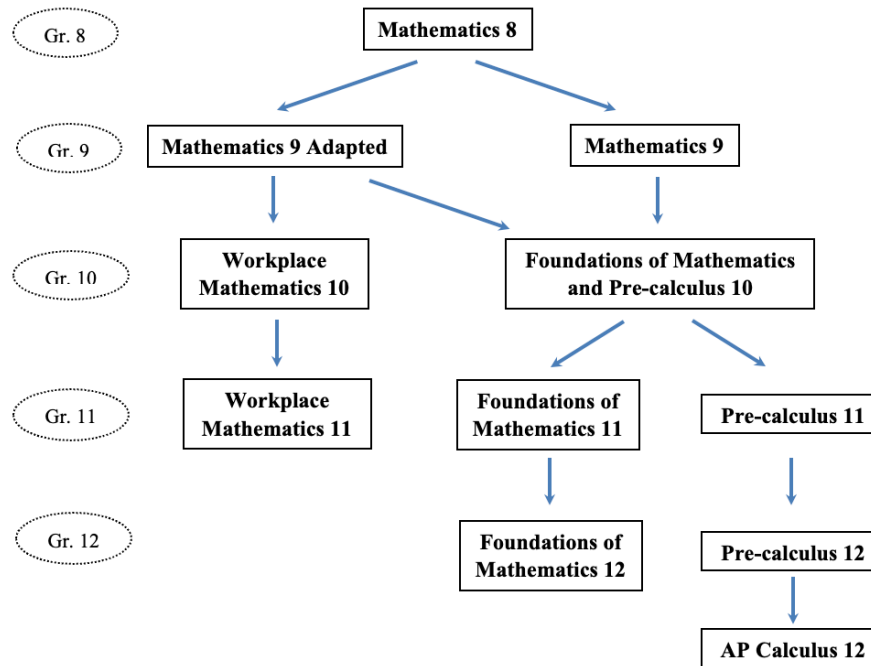 Gr. 8
Mathematics 8
Gr. 9
Mathematics 9 Adapted
Mathematics 9
Gr. 10
Workplace
Mathematics 10
Foundations of Mathematics
and Pre-calculus 10
Gr. 11
Workplace
Mathematics 11
Foundations of
Mathematics 11
Pre-calculus 11
Gr. 12
Foundations of
Mathematics 12
Pre-calculus 12
AP Calculus 12